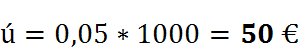 ú = 0,05 * 1000 = 50 €